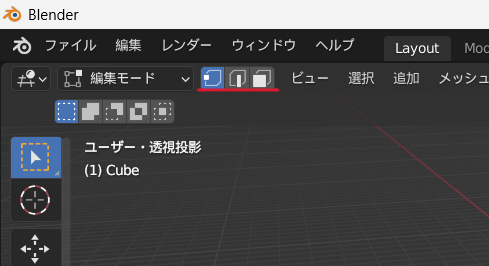 Blender
ファイル 編集 レンダー ウィンドウ ヘルプ Layout Mo
編集モード ビュー 選択 追加 メッシュ
ユーザー・透視投影
(1) Cube